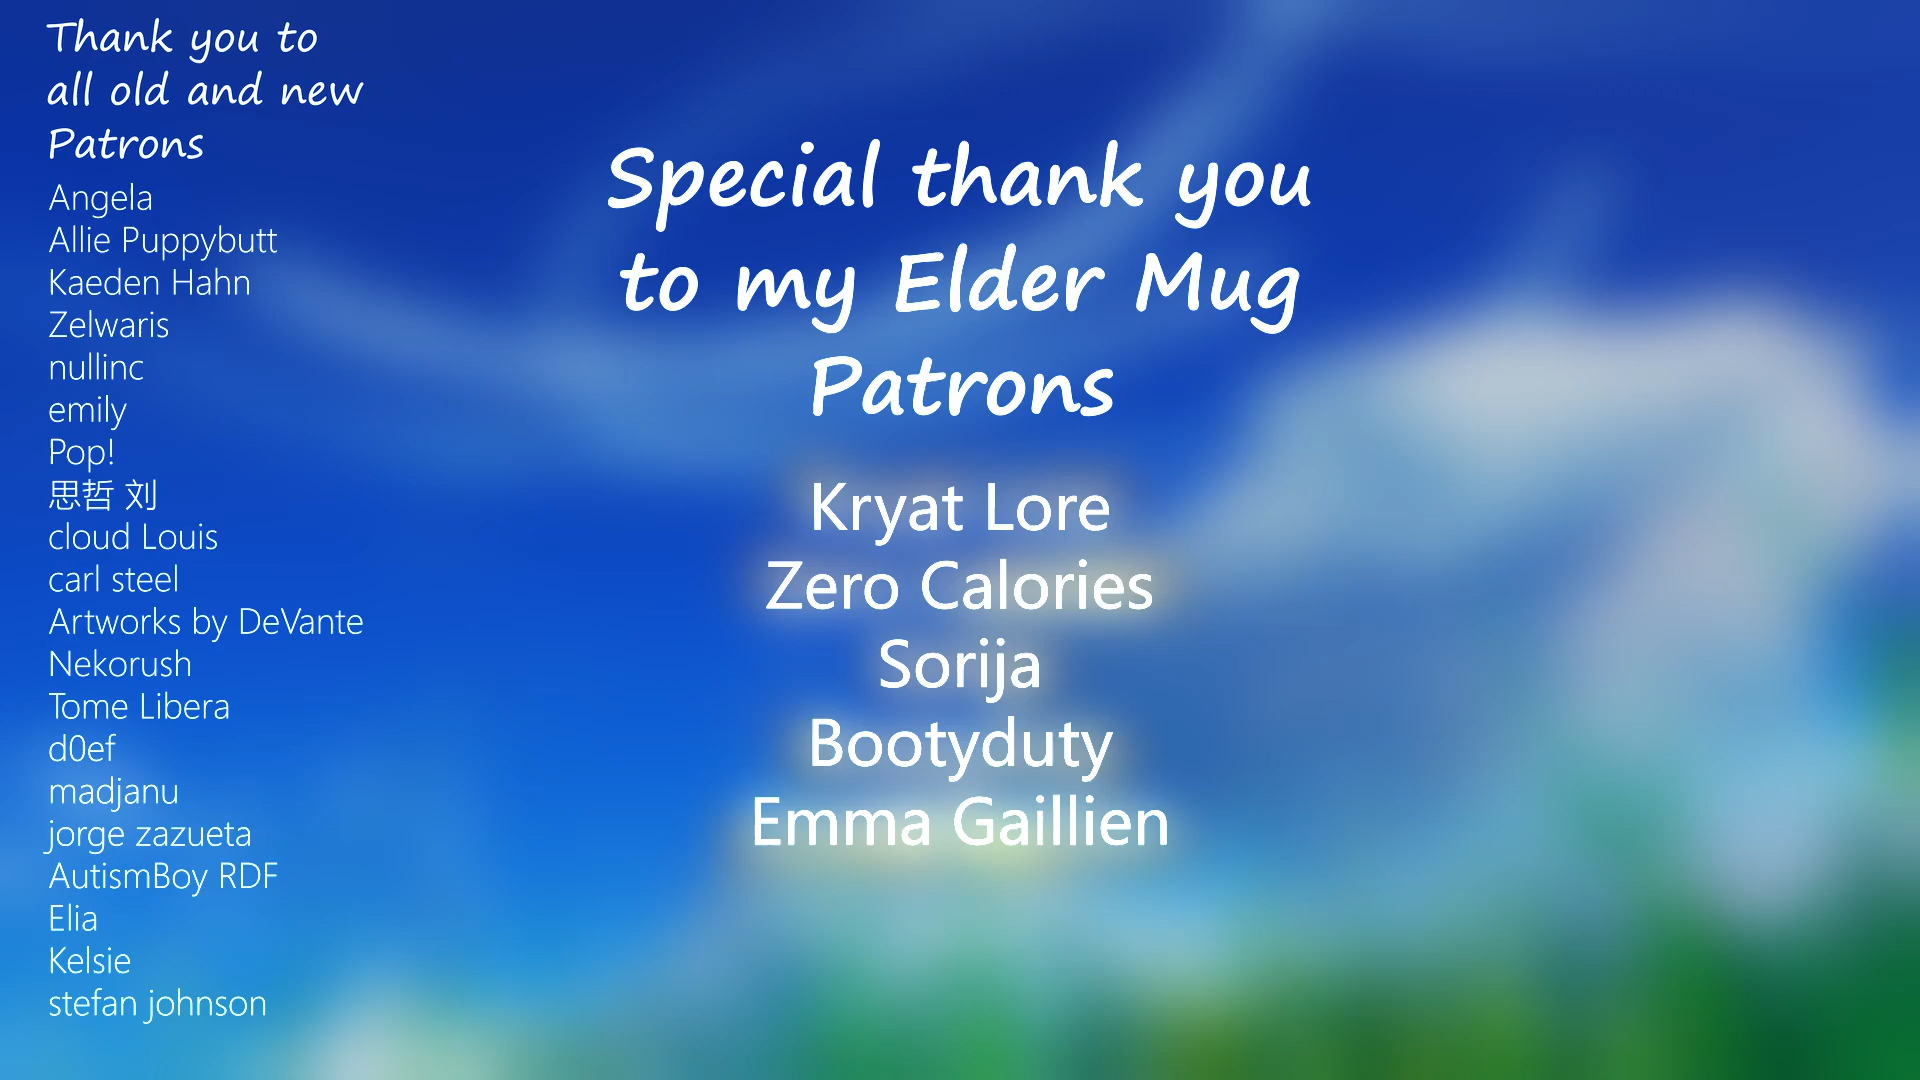 Thank you to
all old and new
Patrons
Angela
Allie Puppybutt
Kaeden Hahn
Zelwaris
nullinc
emily
Pop!
思哲 刘
cloud Louis
carl steel
Artworks by DeVante
Nekorush
Tome Libera
d0ef
madjanu
jorge zazueta
AutismBoy RDF
Elia
Kelsie
stefan johnson
Special thank you
to my Elder Mug
Patrons
Kryat Lore
Zero Calories
Sorija
Bootyduty
Emma Gaillien